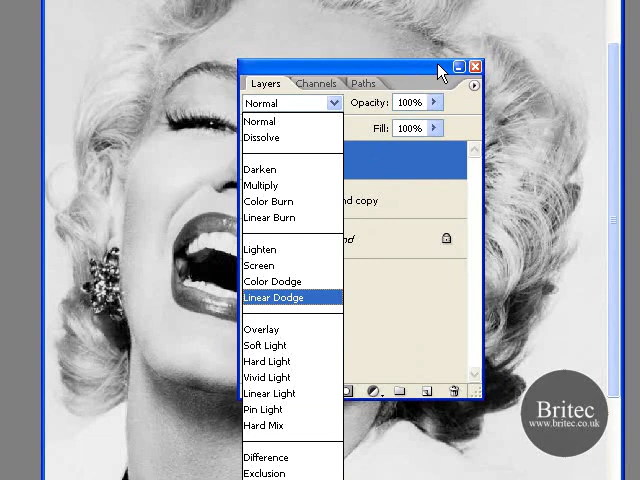 Layers Channels Paths
Normal Opacity: 100%
Normal
Fill: 100%
Dissolve
Darken
Multiply
nd copy
Color Burn
Linear Burn
nd
Lighten
Screen
Color Dodge
Linear Dodge
Overlay
Soft Light
Hard Light
Vivid Light
Linear Light
Pin Light
Hard Mix
Difference
Exclusion
Britec
www.britec.co.uk